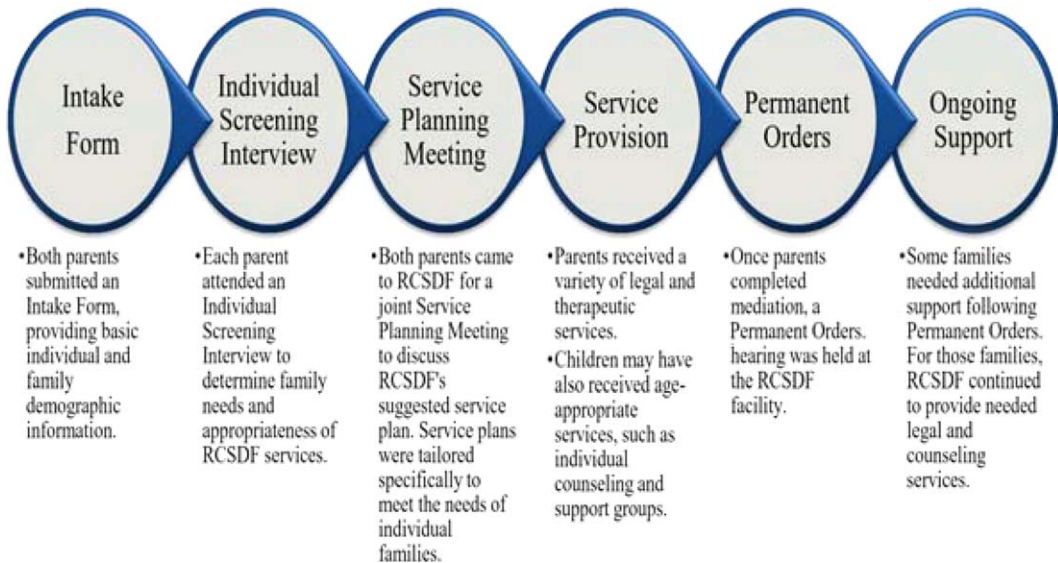 Intake
Form
Individual
Screening
Interview
Service
Planning
Meeting
Service
Provision
Permanent
Orders
Ongoing
Support
•Both parents
submitted an
Intake Form,
providing basic
individual and
family
demographic
information.
•Each parent
attended an
Individual
Screening
Interview to
determine family
needs and
appropriateness of
RCSDF services.
•Both parents came
to RCSDF for a
joint Service
Planning Meeting
to discuss
RCSDF's
suggested service
plan. Service plans
were tailored
specifically to
meet the needs of
individual
families.
•Parents received a
variety of legal and
therapeutic
services.
•Children may have
also received age-
appropriate
services, such as
individual
counseling and
support groups.
•Once parents
completed
mediation, a
Permanent Orders.
hearing was held at
the RCSDF
facility.
•Some families
needed additional
support following
Permanent Orders.
For those families,
RCSDF continued
to provide needed
legal and
counseling
services.